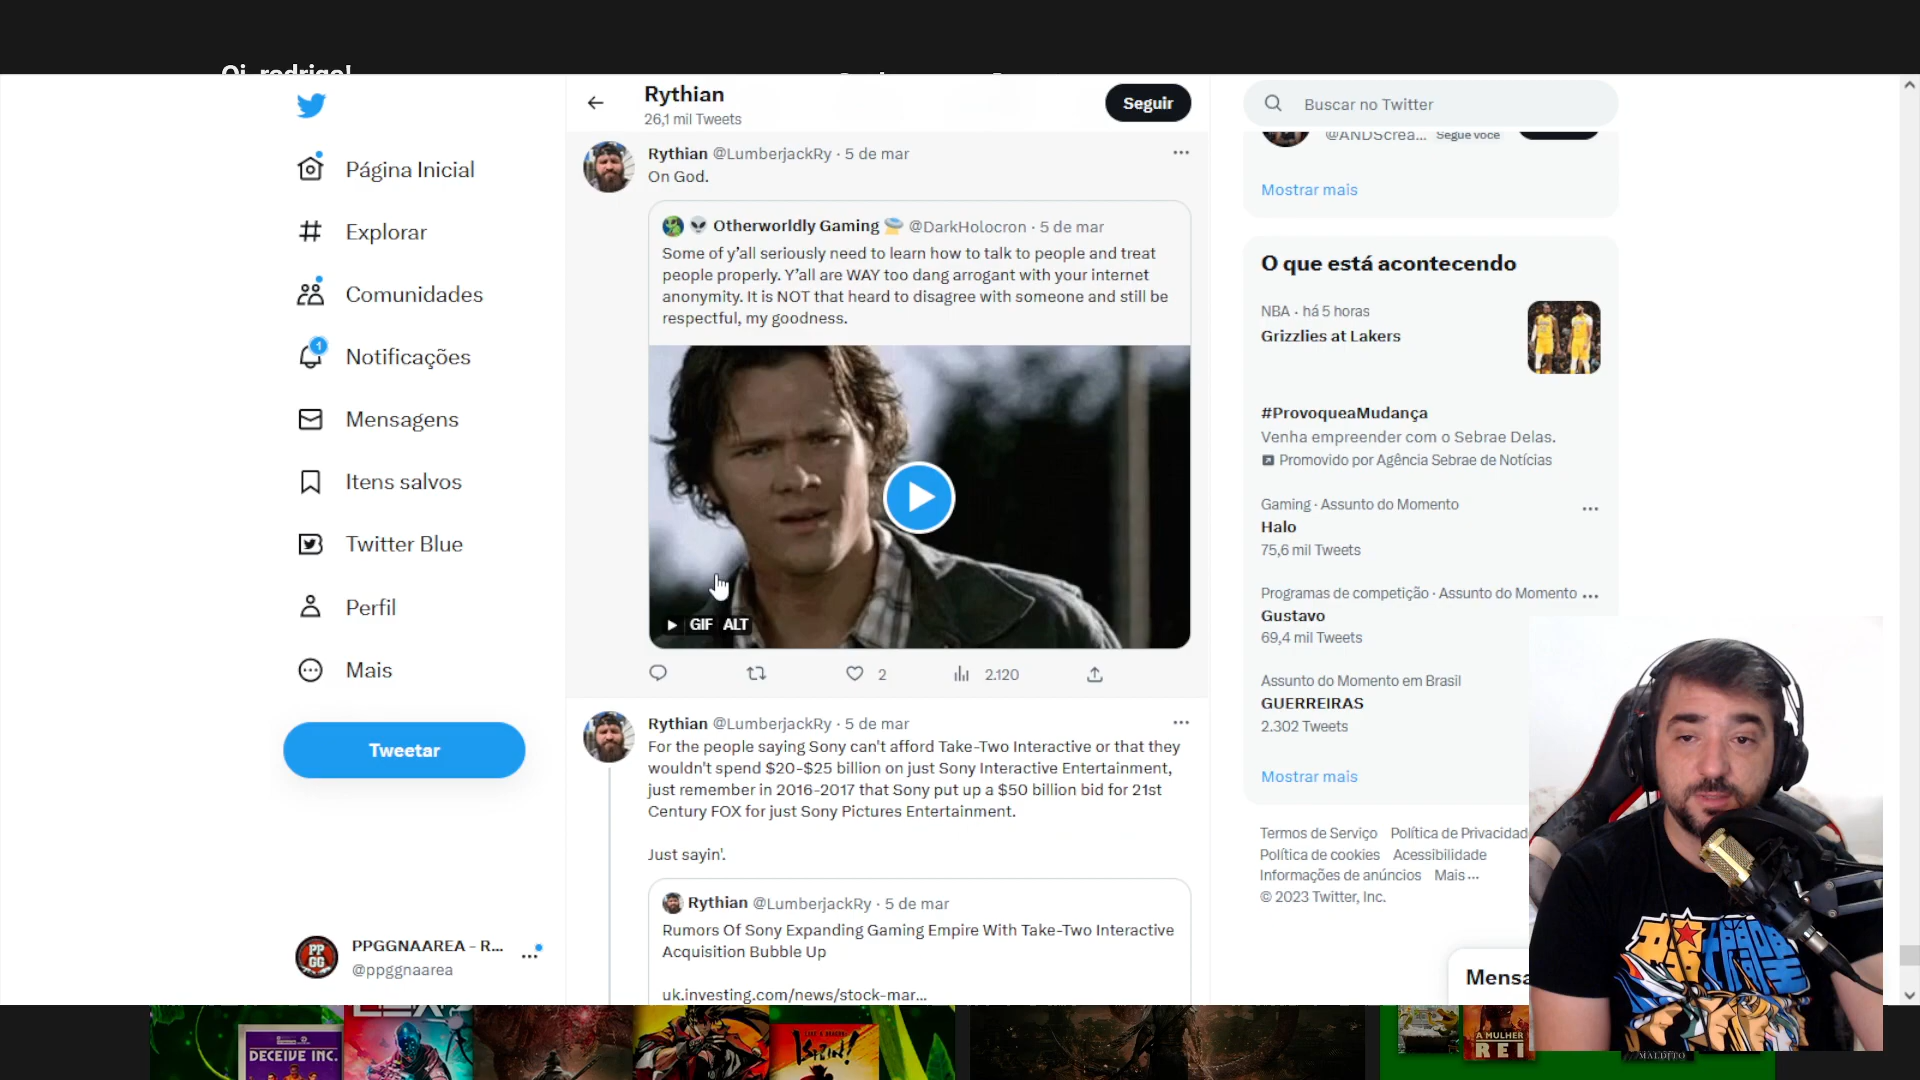 Oi, rodrigo!
Rythian
26,1 mil Tweets
Seguir
Buscar no Twitter
Página Inicial
Explorar
Comunidades
1
Notificações
Mensagens
Itens salvos
Twitter Blue
Perfil
Mais
Tweetar
PPGGNAAREA - R...
@ppggnaarea
PP
GG
Rythian @LumberjackRy · 5 de mar
On God.
Otherworldly Gaming @DarkHolocron · 5 de mar
Some of y'all seriously need to learn how to talk to people and treat
people properly. Y'all are WAY too dang arrogant with your internet
anonymity. It is NOT that heard to disagree with someone and still be
respectful, my goodness.
GIF ALT
2
2.120
Rythian @LumberjackRy · 5 de mar
For the people saying Sony can't afford Take-Two Interactive or that they
wouldn't spend $20-$25 billion on just Sony Interactive Entertainment,
just remember in 2016-2017 that Sony put up a $50 billion bid for 21st
Century FOX for just Sony Pictures Entertainment.
Just sayin'.
Rythian @LumberjackRy · 5 de mar
Rumors Of Sony Expanding Gaming Empire With Take-Two Interactive
Acquisition Bubble Up
uk.investing.com/news/stock-mar...
@ANDScrea... Segue você
Mostrar mais
O que está acontecendo
NBA · há 5 horas
Grizzlies at Lakers
#ProvoqueaMudança
Venha empreender com o Sebrae Delas.
Promovido por Agência Sebrae de Notícias
Gaming · Assunto do Momento
Halo
75,6 mil Tweets
Programas de competição · Assunto do Momento
Gustavo
69,4 mil Tweets
Assunto do Momento em Brasil
GUERREIRAS
2.302 Tweets
Mostrar mais
Termos de Serviço Política de Privacidad
Política de cookies Acessibilidade
Informações de anúncios Mais...
© 2023 Twitter, Inc.
Mensa
DECEIVE INC.
A MULHER
REI
MALDITO